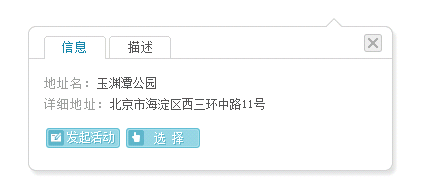 信息 描述
地址名：玉渊潭公园
详细地址：北京市海淀区西三环中路11号
发起活动 选 择